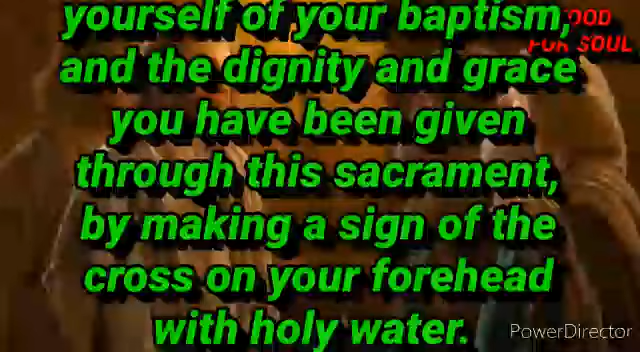 yourself of your baptism,
OOD
FOR SOUL
and the dignity and grace
you have been given
through this sacrament,
by making a sign of the
cross on your forehead
with holy water.
PowerDirector